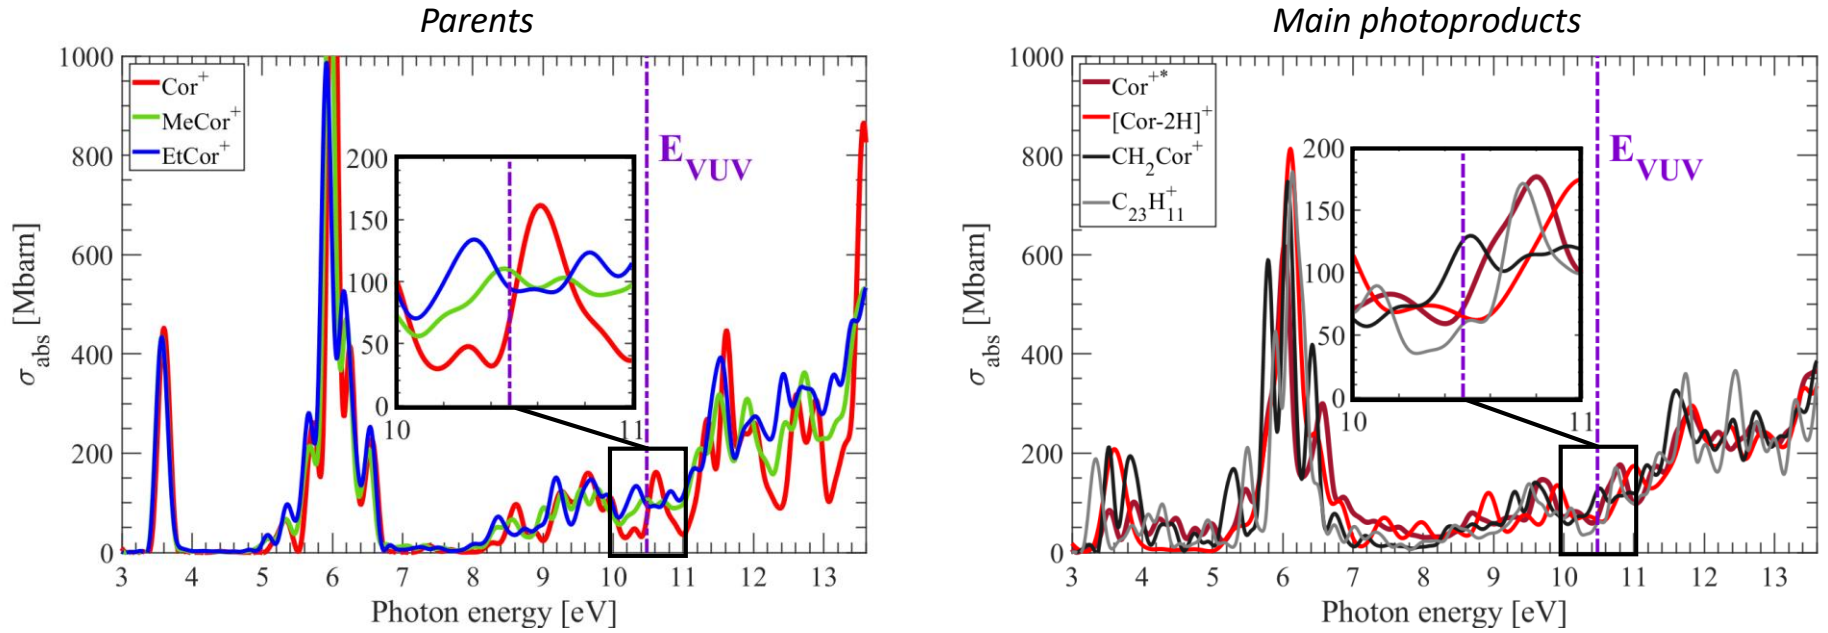 Parents
1000
800
600
400
200
0
σabs [Mbarn]
Cor+
MeCor+
EtCor+
EVUV
200
150
100
50
0
10
11
3 4 5 6 7 8 9 10 11 12 13
Photon energy [eV]
Main photoproducts
1000
800
600
400
200
0
σabs [Mbarn]
Cor+*
[Cor-2H]+
CH2Cor+
C23H11+
EVUV
200
150
100
50
0
10
11
3 4 5 6 7 8 9 10 11 12 13
Photon energy [eV]